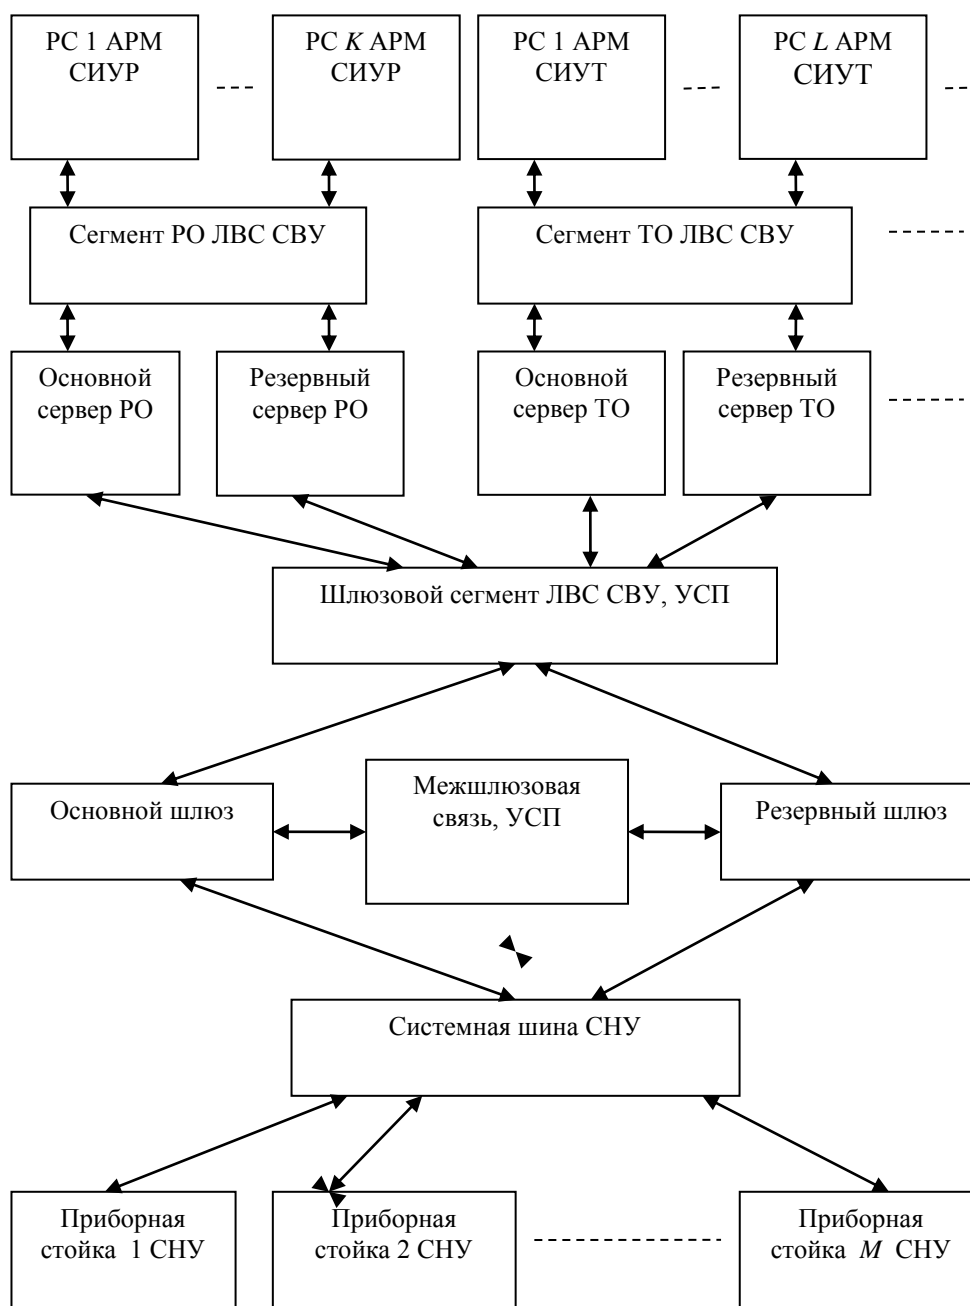 РС 1 АРМ
СИУР
РС K АРМ
СИУР
РС 1 АРМ
СИУТ
РС L АРМ
СИУТ
Сегмент РО ЛВС СВУ
Сегмент ТО ЛВС СВУ
Основной
сервер РО
Резервный
сервер РО
Основной
сервер ТО
Резервный
сервер ТО
Шлюзовой сегмент ЛВС СВУ, УСП
Основной шлюз
Межшлюзовая
связь, УСП
Резервный шлюз
Системная шина СНУ
Приборная
стойка 1 СНУ
Приборная
стойка 2 СНУ
Приборная
стойка M СНУ